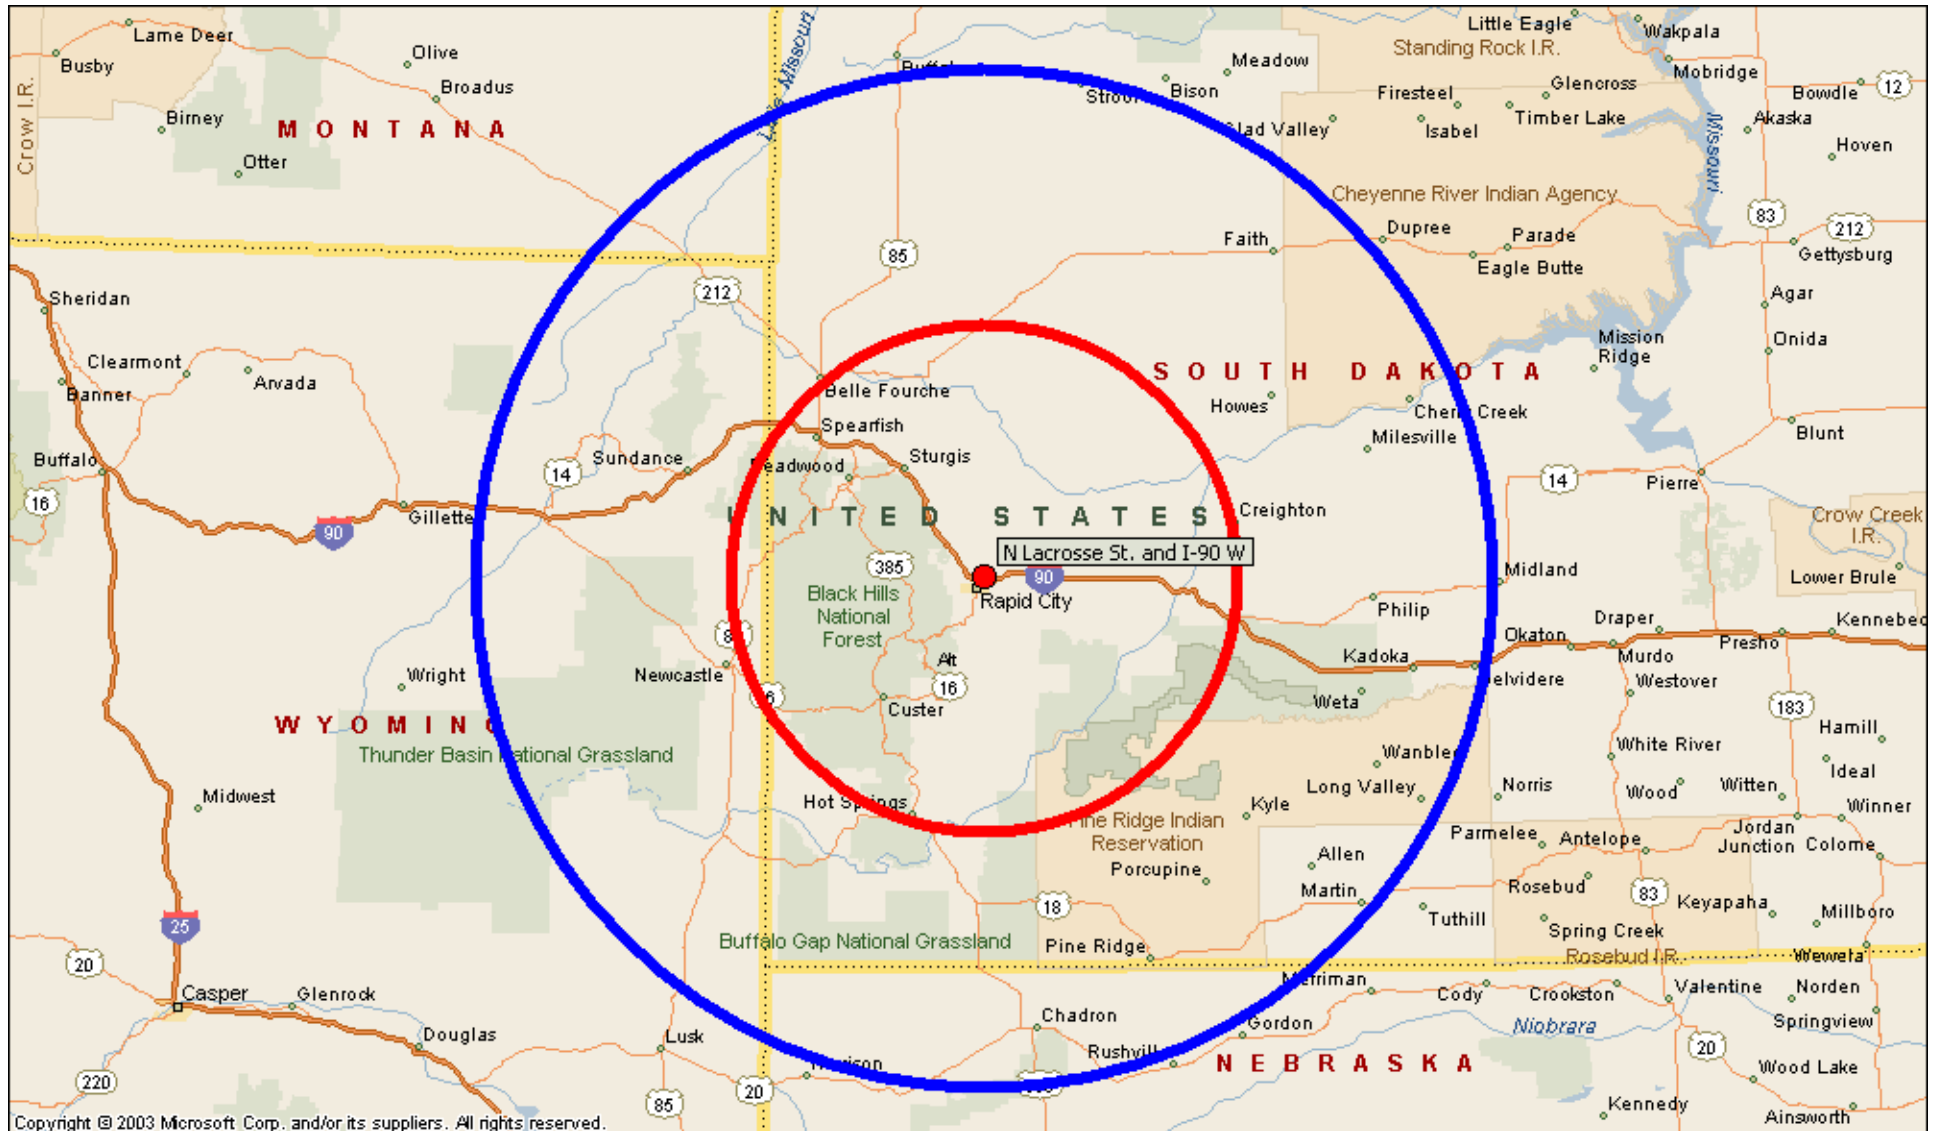 Lame Deer
Busby
Olive
Broadus
Birney
Otter
MONTANA
Crow I.R.
Little Missouri
Meadow
Bison
Glad Valley
Little Eagle
Standing Rock I.R.
Wakpala
Mobridge
Glencross
Firesteel
Timber Lake
Isabel
Bowdle
12
Akaska
Hoven
Missouri
Cheyenne River Indian Agency
Faith
Dupree
Parade
Eagle Butte
83
212
Gettysburg
85
212
Agar
Onida
Mission
Ridge
Sheridan
Clearmont
Arvada
Banner
Belle Fourche
SOUTH DAKOTA
Howes
Cherry Creek
Milesville
Spearfish
Blunt
Buffalo
16
14
Sundance
Deadwood
Sturgis
14
Pierre
Gillette
90
UNITED STATES
Creighton
Crow Creek
I.R.
N Lacrosse St. and I-90 W
385
90
Rapid City
Midland
Lower Brule
Black Hills
National
Forest
Philip
Draper
Kennebec
Okaton
Presho
Murdo
Alt
16
Kadoka
Newcastle
Wright
Belvidere
Westover
Weta
Custer
183
Hamill
WYOMING
Thunder Basin National Grassland
Wanblee
White River
Ideal
Midwest
Hot Springs
Long Valley
Norris
Wood
Witten
Winner
Kyle
Pine Ridge Indian
Reservation
Parmelee
Antelope
Jordan
Junction
Colome
Allen
Porcupine
Martin
Rosebud
83
Keyapaha
Millboro
18
Tuthill
Spring Creek
25
Buffalo Gap National Grassland
Pine Ridge
Rosebud I.R.
Wewela
20
Merriman
Cody
Crookston
Valentine
Norden
Casper
Glenrock
Chadron
Gordon
Niobrara
Springview
Douglas
Lusk
Harrison
Rushville
NEBRASKA
20
Wood Lake
220
20
85
Kennedy
Ainsworth
Copyright © 2003 Microsoft Corp. and/or its suppliers. All rights reserved.